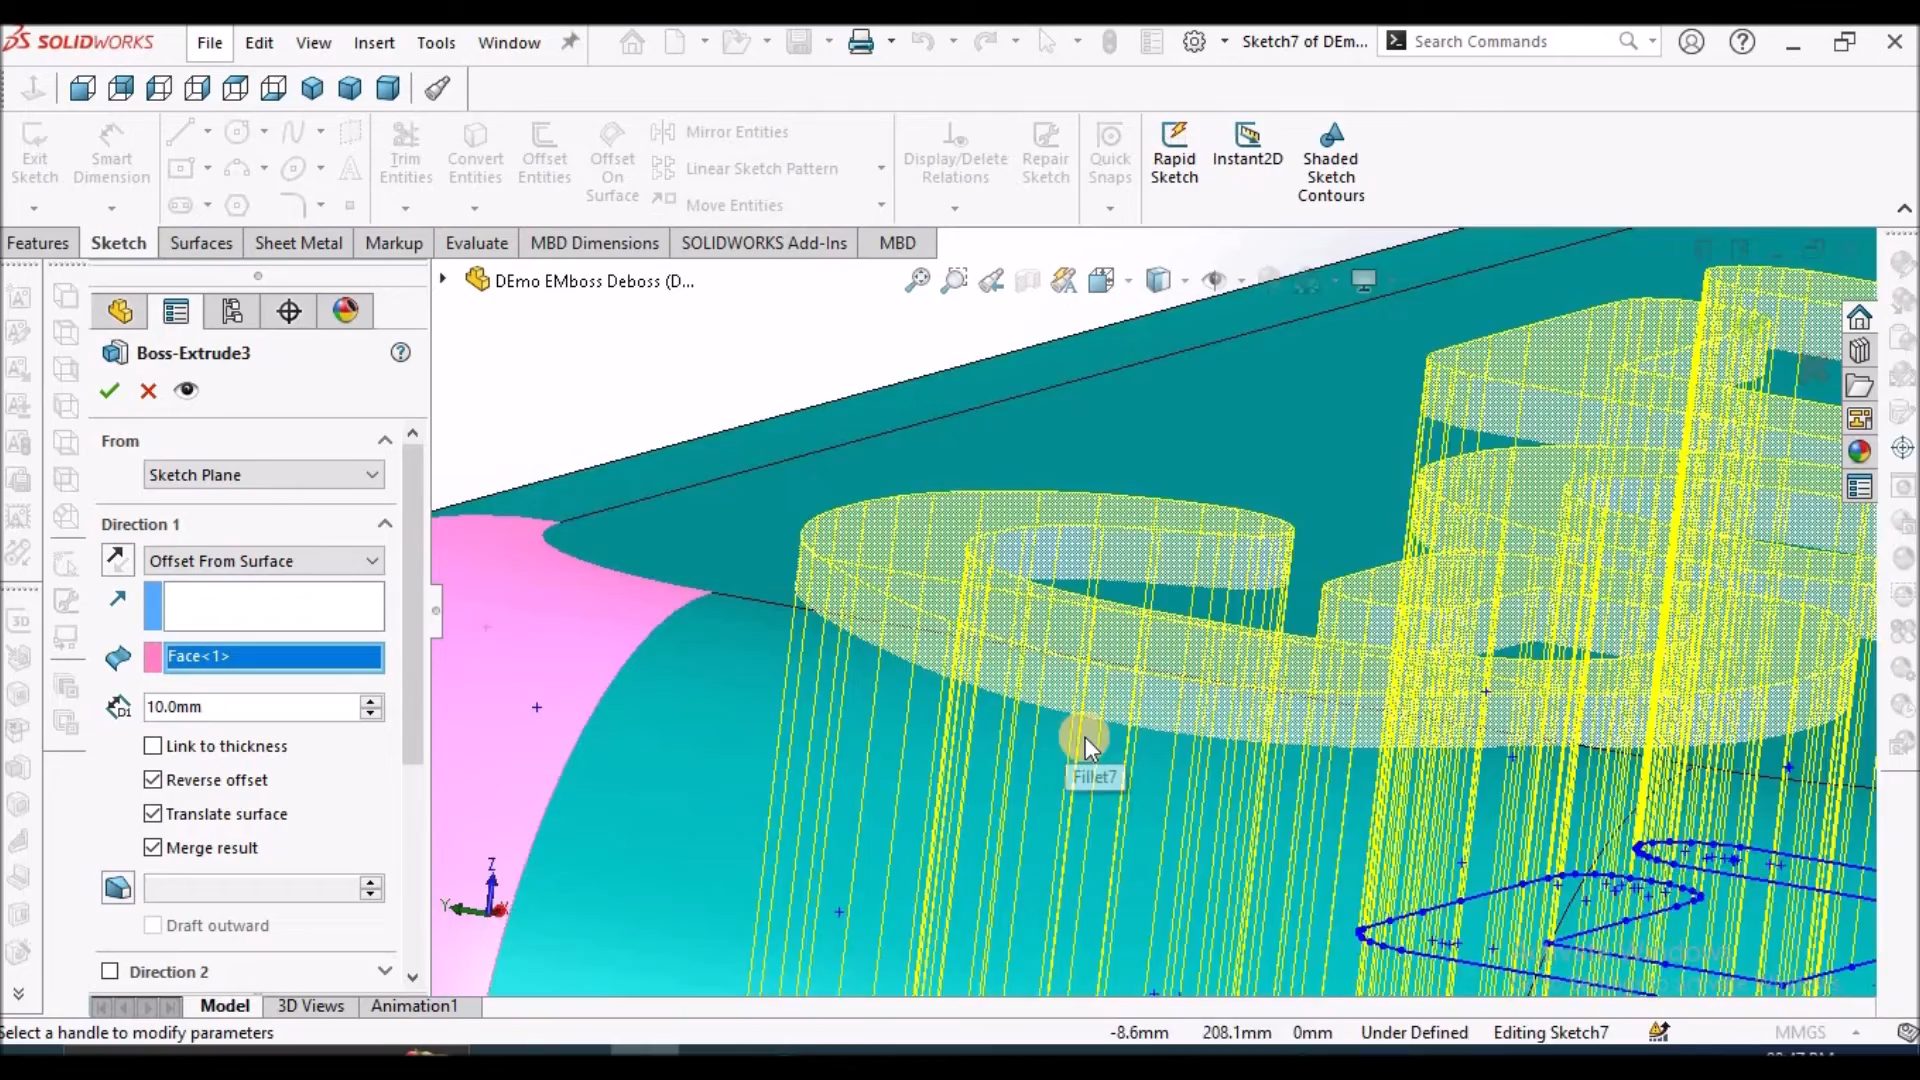 SOLIDWORKS
File Edit View Insert Tools Window
Sketch7 of DEm...
Search Commands
Exit Sketch
Smart Dimension
Trim Entities
Convert Entities
Offset Entities
Offset On Surface
Mirror Entities
Linear Sketch Pattern
Move Entities
Display/Delete Relations
Repair Sketch
Quick Snaps
Rapid Sketch
Instant2D
Shaded Sketch Contours
Features Sketch Surfaces Sheet Metal Markup Evaluate MBD Dimensions SOLIDWORKS Add-Ins MBD
DEmo EMboss Deboss (D...
Boss-Extrude3
From
Sketch Plane
Direction 1
Offset From Surface
Face<1>
D1
10.0mm
Link to thickness
Reverse offset
Translate surface
Merge result
Draft outward
Direction 2
Fillet7
Z
Y
X
3D
Model 3D Views Animation1
Select a handle to modify parameters
-8.6mm 208.1mm 0mm Under Defined Editing Sketch7 MMGS